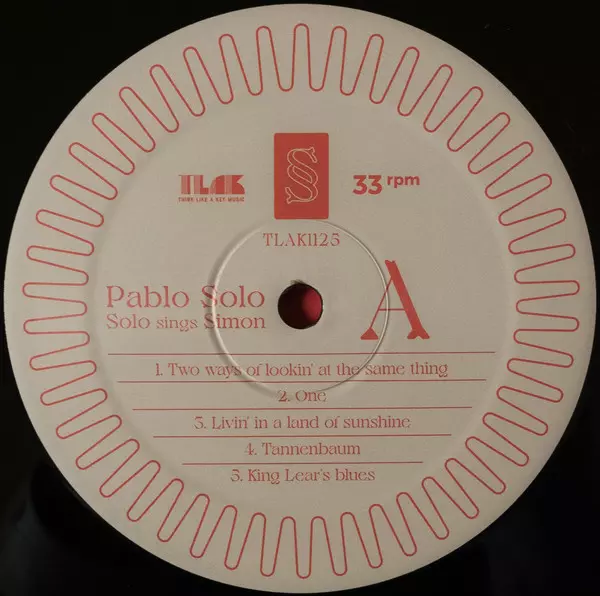 TLAK
THINK LIKE A KEY MUSIC
SS
33 rpm
TLAK1125
Pablo Solo
Solo sings Simon
A
1. Two ways of lookin' at the same thing
2. One
3. Livin' in a land of sunshine
4. Tannenbaum
5. King Lear's blues